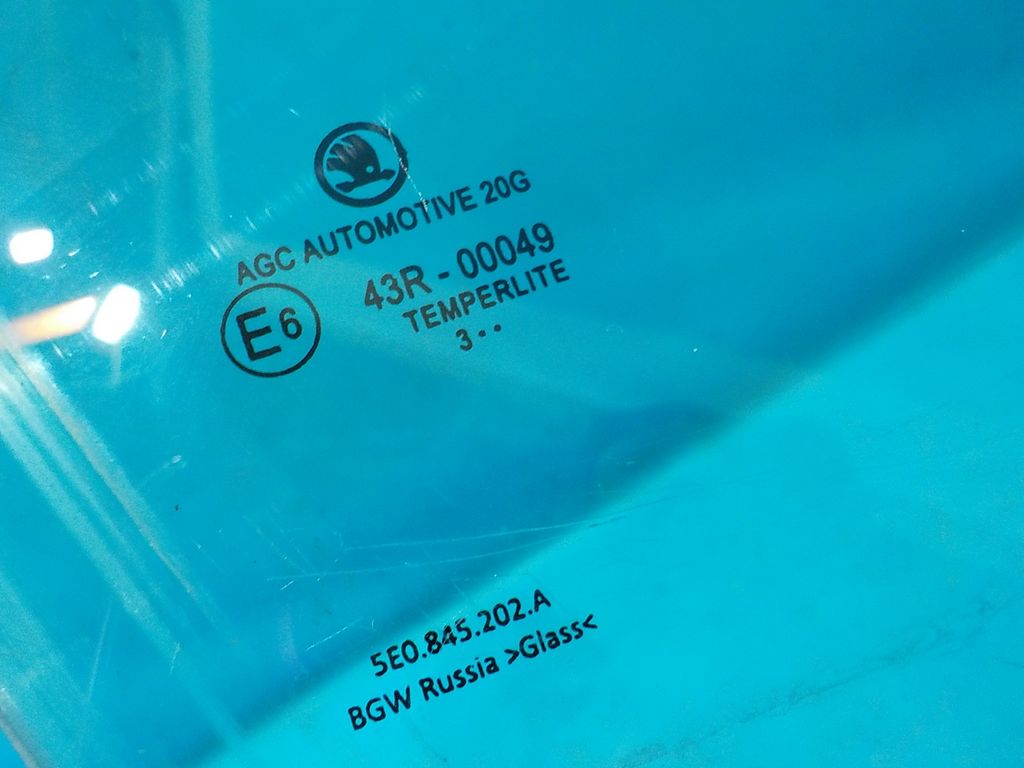 AGC AUTOMOTIVE 20G
E6
43R - 00049
TEMPERLITE
3 • •
5E0.845.202.A
BGW Russia >Glass<